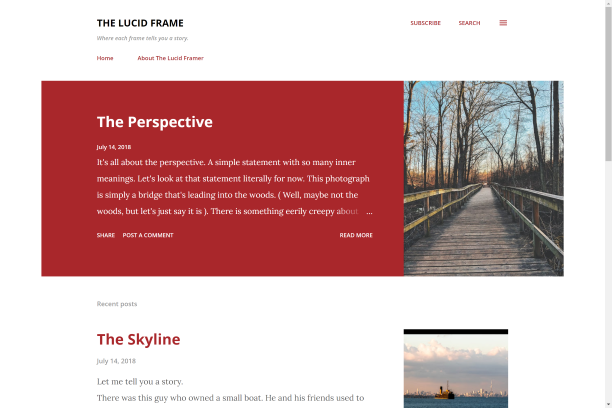 THE LUCID FRAME
SUBSCRIBE
SEARCH
Where each frame tells you a story.
Home
About The Lucid Framer
The Perspective
July 14, 2018
It's all about the perspective. A simple statement with so many inner
meanings. Let's look at that statement literally for now. This photograph
is simply a bridge that's leading into the woods. ( Well, maybe not the
woods, but let's just say it is ). There is something eerily creepy about ...
SHARE
POST A COMMENT
READ MORE
Recent posts
The Skyline
July 14, 2018
Let me tell you a story.
There was this guy who owned a small boat. He and his friends used to